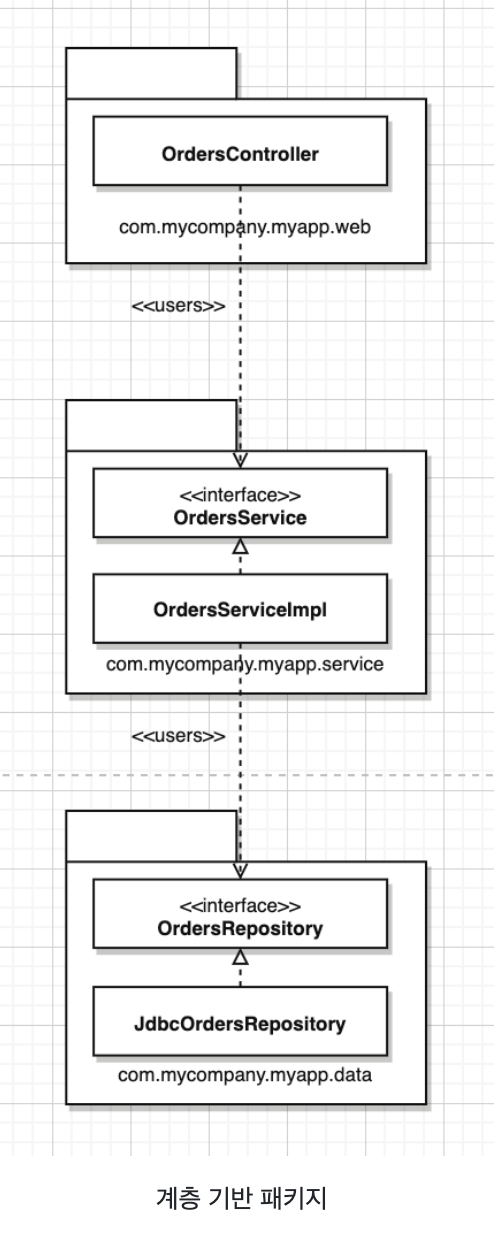 OrdersController
com.mycompany.myapp.web
<<users>>
<<interface>>
OrdersService
OrdersServiceImpl
com.mycompany.myapp.service
<<users>>
<<interface>>
OrdersRepository
JdbcOrdersRepository
com.mycompany.myapp.data
계층 기반 패키지